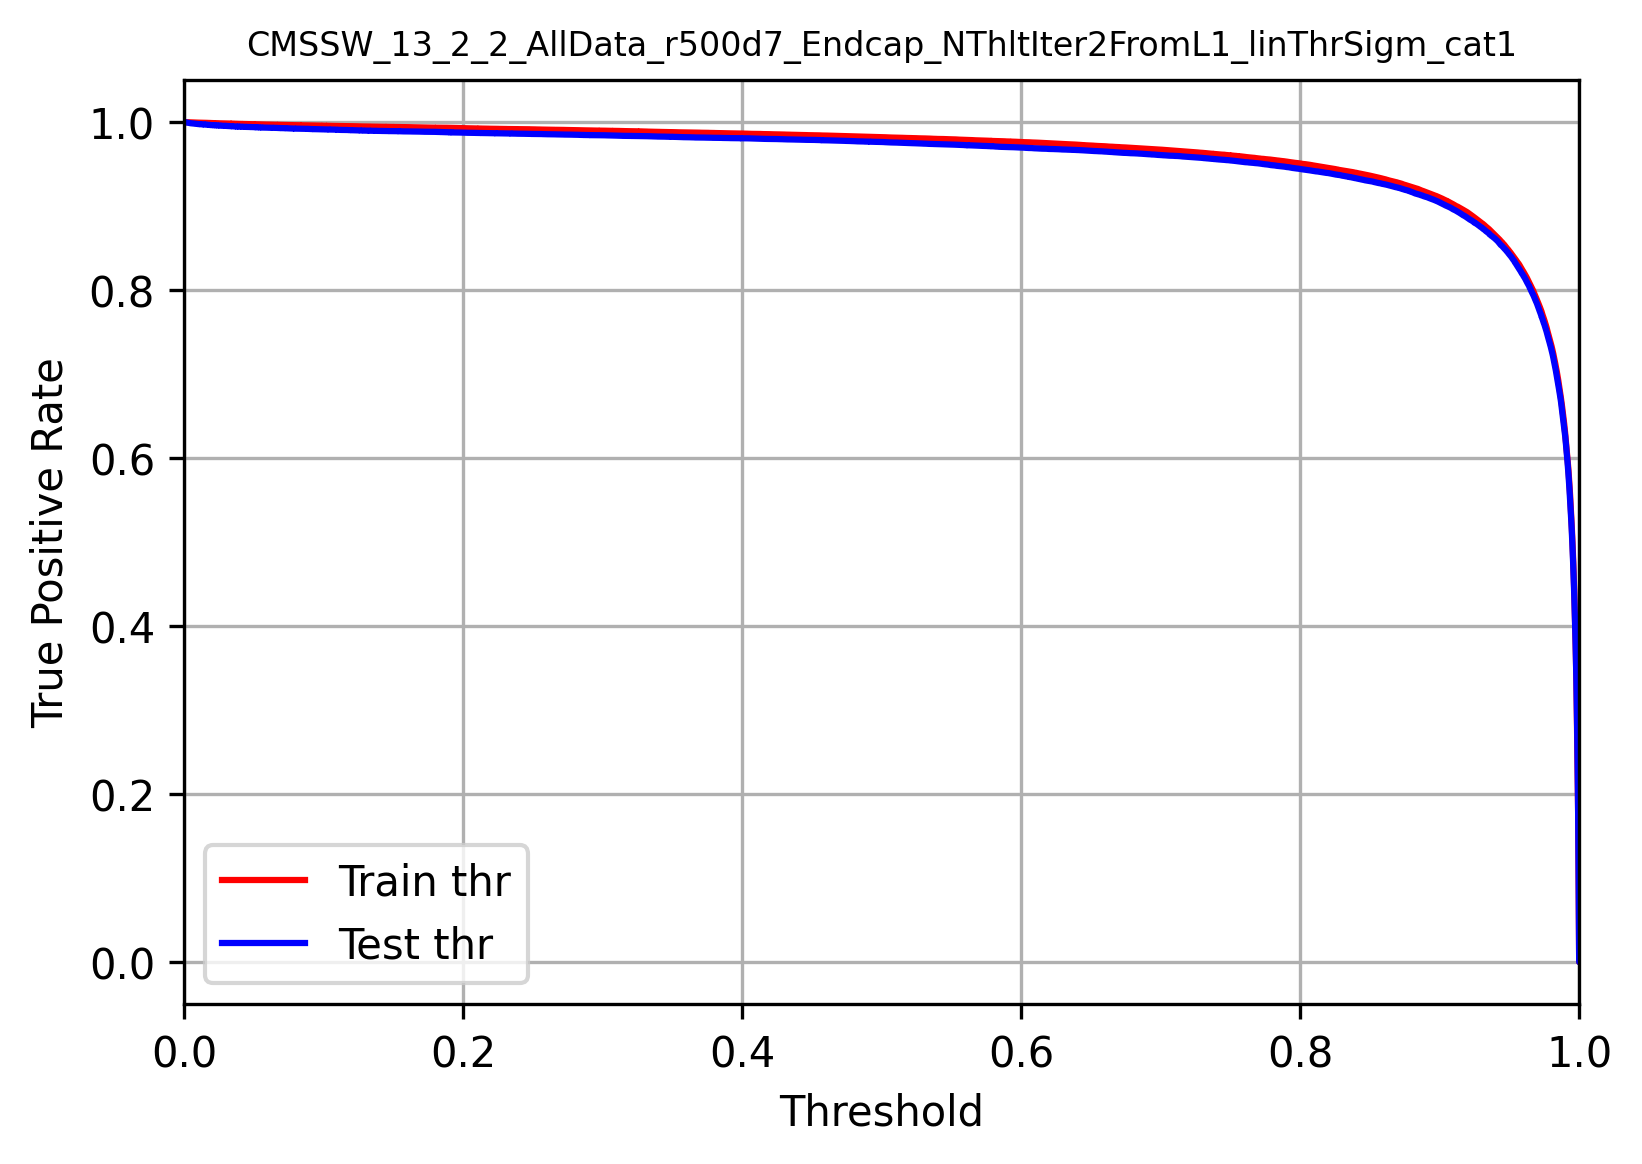 CMSSW_13_2_2_AllData_r500d7_Endcap_NThltIter2FromL1_linThrSigm_cat1
1.0
0.8
0.6
0.4
0.2
0.0
True Positive Rate
Train thr
Test thr
0.0 0.2 0.4 0.6 0.8 1.0
Threshold